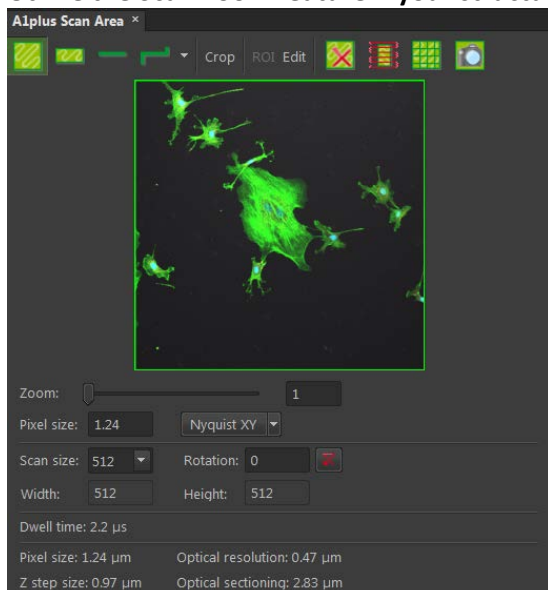 A1plus Scan Area ×
Crop ROI Edit
Zoom: 1
Pixel size: 1.24 Nyquist XY
Scan size: 512 Rotation: 0
Width: 512 Height: 512
Dwell time: 2.2 µs
Pixel size: 1.24 µm Optical resolution: 0.47 µm
Z step size: 0.97 µm Optical sectioning: 2.83 µm